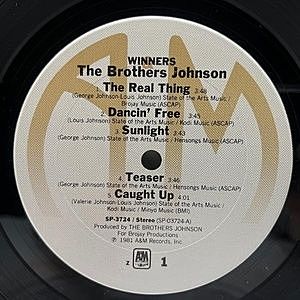 WINNERS
The Brothers Johnson
1. The Real Thing 3:48
(George Johnson-Louis Johnson) State of the Arts Music /
Brojay Music (ASCAP)
2. Dancin' Free
(Louis Johnson) State of the Arts Music / Kodi Music (ASCAP)
3. Sunlight 3:43
(George Johnson) State of the Arts Music / Hensongs Music (ASCAP)
4. Teaser 3:46
(George Johnson) State of the Arts Music / Hensongs Music (ASCAP)
5. Caught Up 4:01
(Valerie Johnson-Louis Johnson) State of the Arts Music /
Kodi Music / Minyo Music (BMI)
SP-3724 / Stereo (SP-03724-A)
Produced by THE BROTHERS JOHNSON
For Brojay Productions
℗ 1981 A&M Records, Inc.
z
A&M
RECORDS
1